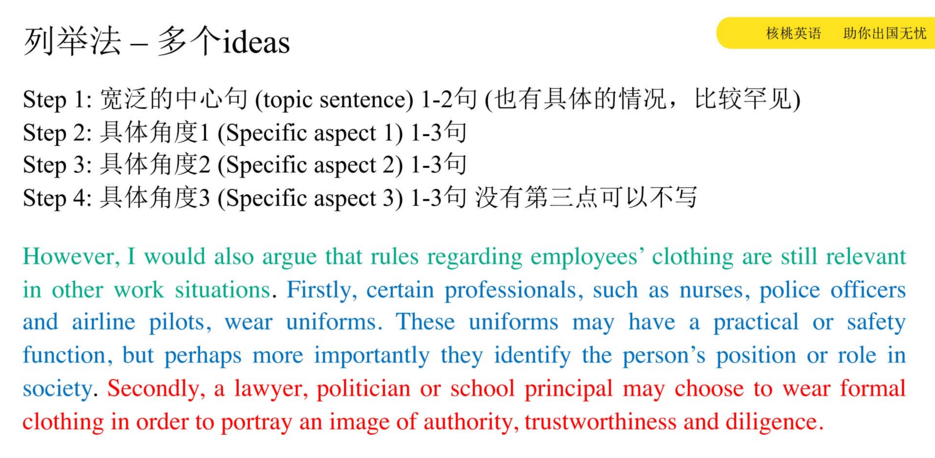 列举法 – 多个ideas
核桃英语 助你出国无忧
Step 1: 宽泛的中心句 (topic sentence) 1-2句 (也有具体的情况，比较罕见)
Step 2: 具体角度1 (Specific aspect 1) 1-3句
Step 3: 具体角度2 (Specific aspect 2) 1-3句
Step 4: 具体角度3 (Specific aspect 3) 1-3句 没有第三点可以不写
However, I would also argue that rules regarding employees’ clothing are still relevant
in other work situations. Firstly, certain professionals, such as nurses, police officers
and airline pilots, wear uniforms. These uniforms may have a practical or safety
function, but perhaps more importantly they identify the person’s position or role in
society. Secondly, a lawyer, politician or school principal may choose to wear formal
clothing in order to portray an image of authority, trustworthiness and diligence.